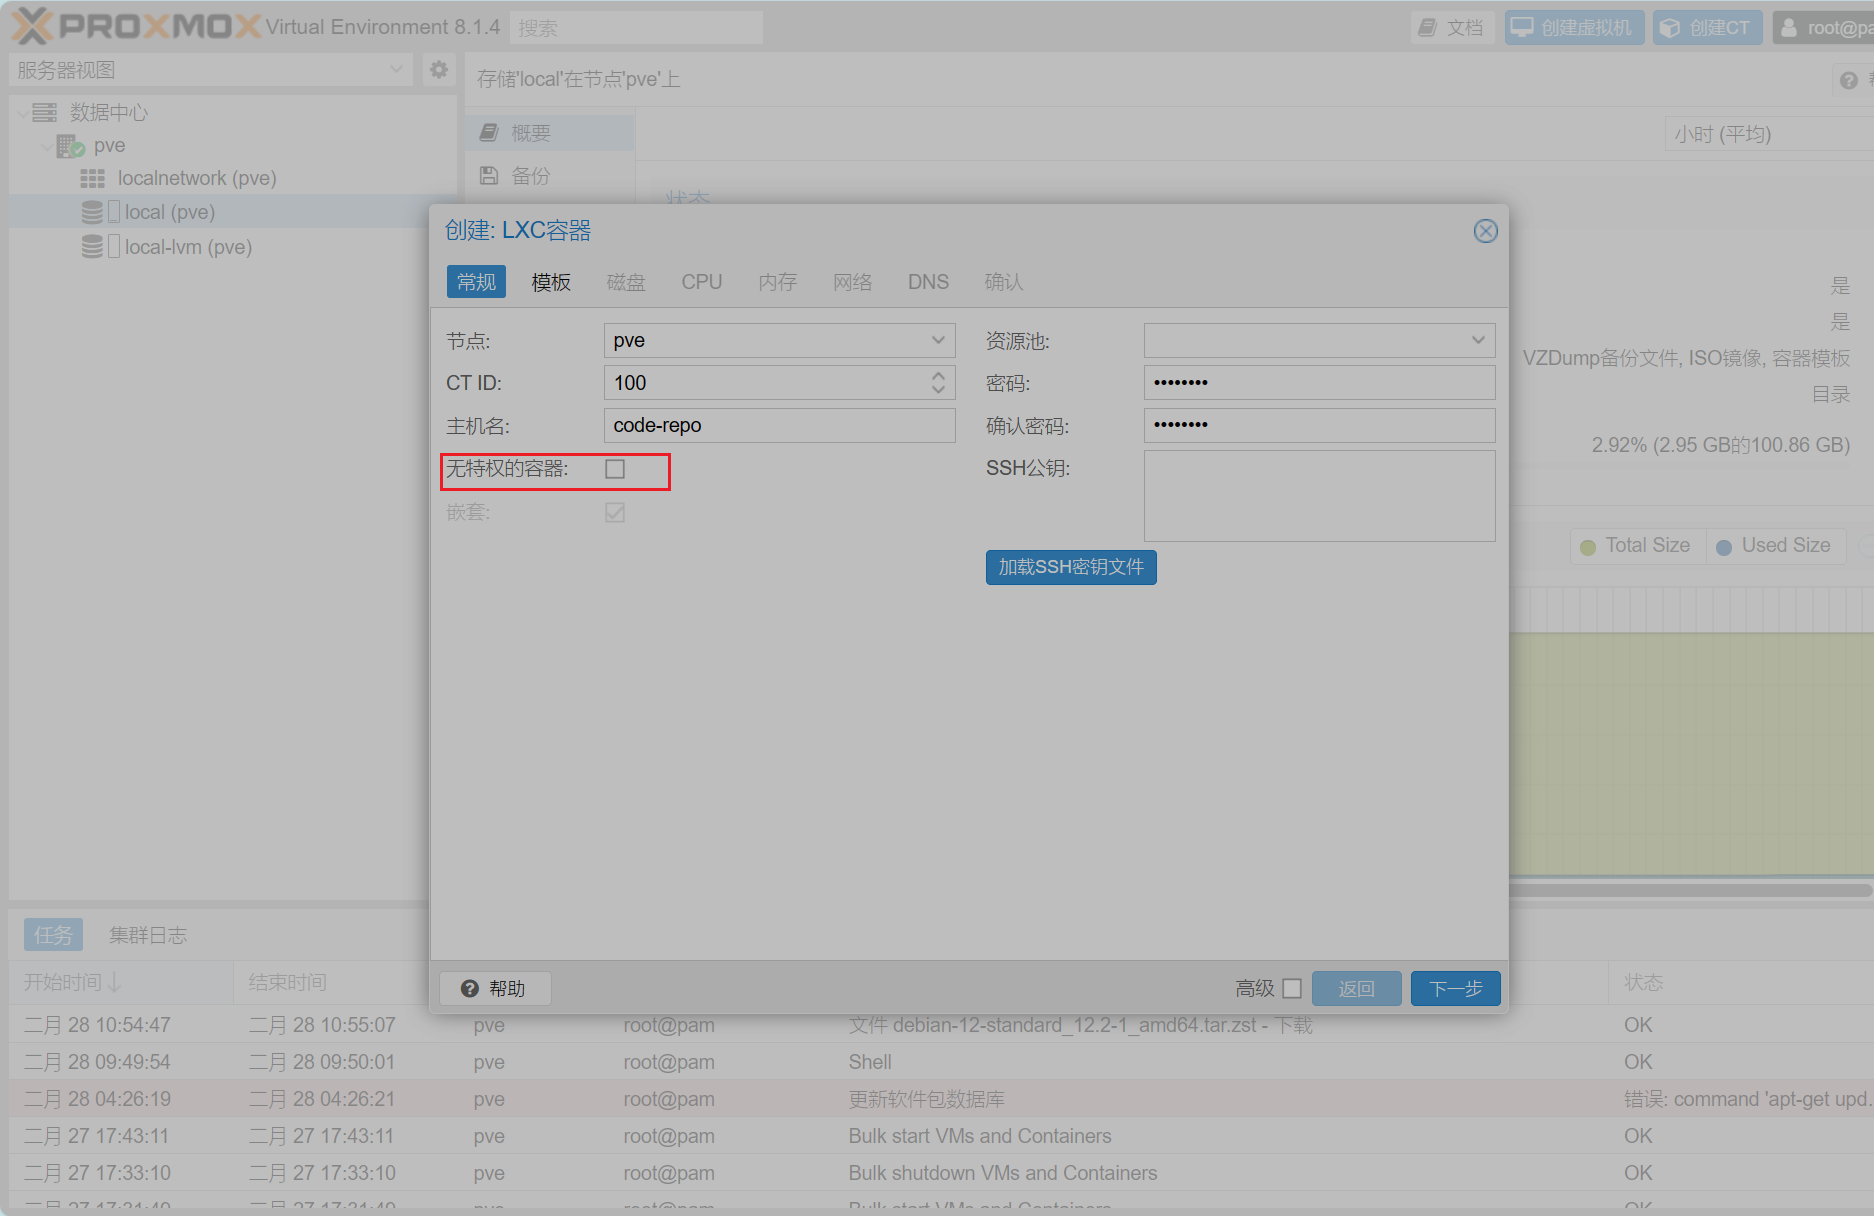 PROXMOX Virtual Environment 8.1.4 搜索 文档 创建虚拟机 创建CT
服务器视图
存储'local'在节点'pve'上
数据中心
pve
localnetwork (pve)
local (pve)
local-lvm (pve)
概要
备份
小时 (平均)
状态
创建: LXC容器
常规 模板 磁盘 CPU 内存 网络 DNS 确认
节点: pve
CT ID: 100
主机名: code-repo
无特权的容器:
嵌套:
资源池:
密码: ••••••••
确认密码: ••••••••
SSH公钥:
加载SSH密钥文件
帮助 高级 返回 下一步
是
是
VZDump备份文件, ISO镜像, 容器模板
目录
2.92% (2.95 GB的100.86 GB)
Total Size Used Size
任务 集群日志
开始时间 结束时间 状态
二月 28 10:54:47 二月 28 10:55:07 pve root@pam 文件 debian-12-standard_12.2-1_amd64.tar.zst - 下载 OK
二月 28 09:49:54 二月 28 09:50:01 pve root@pam Shell OK
二月 28 04:26:19 二月 28 04:26:21 pve root@pam 更新软件包数据库 错误: command 'apt-get upd...
二月 27 17:43:11 二月 27 17:43:11 pve root@pam Bulk start VMs and Containers OK
二月 27 17:33:10 二月 27 17:33:10 pve root@pam Bulk shutdown VMs and Containers OK